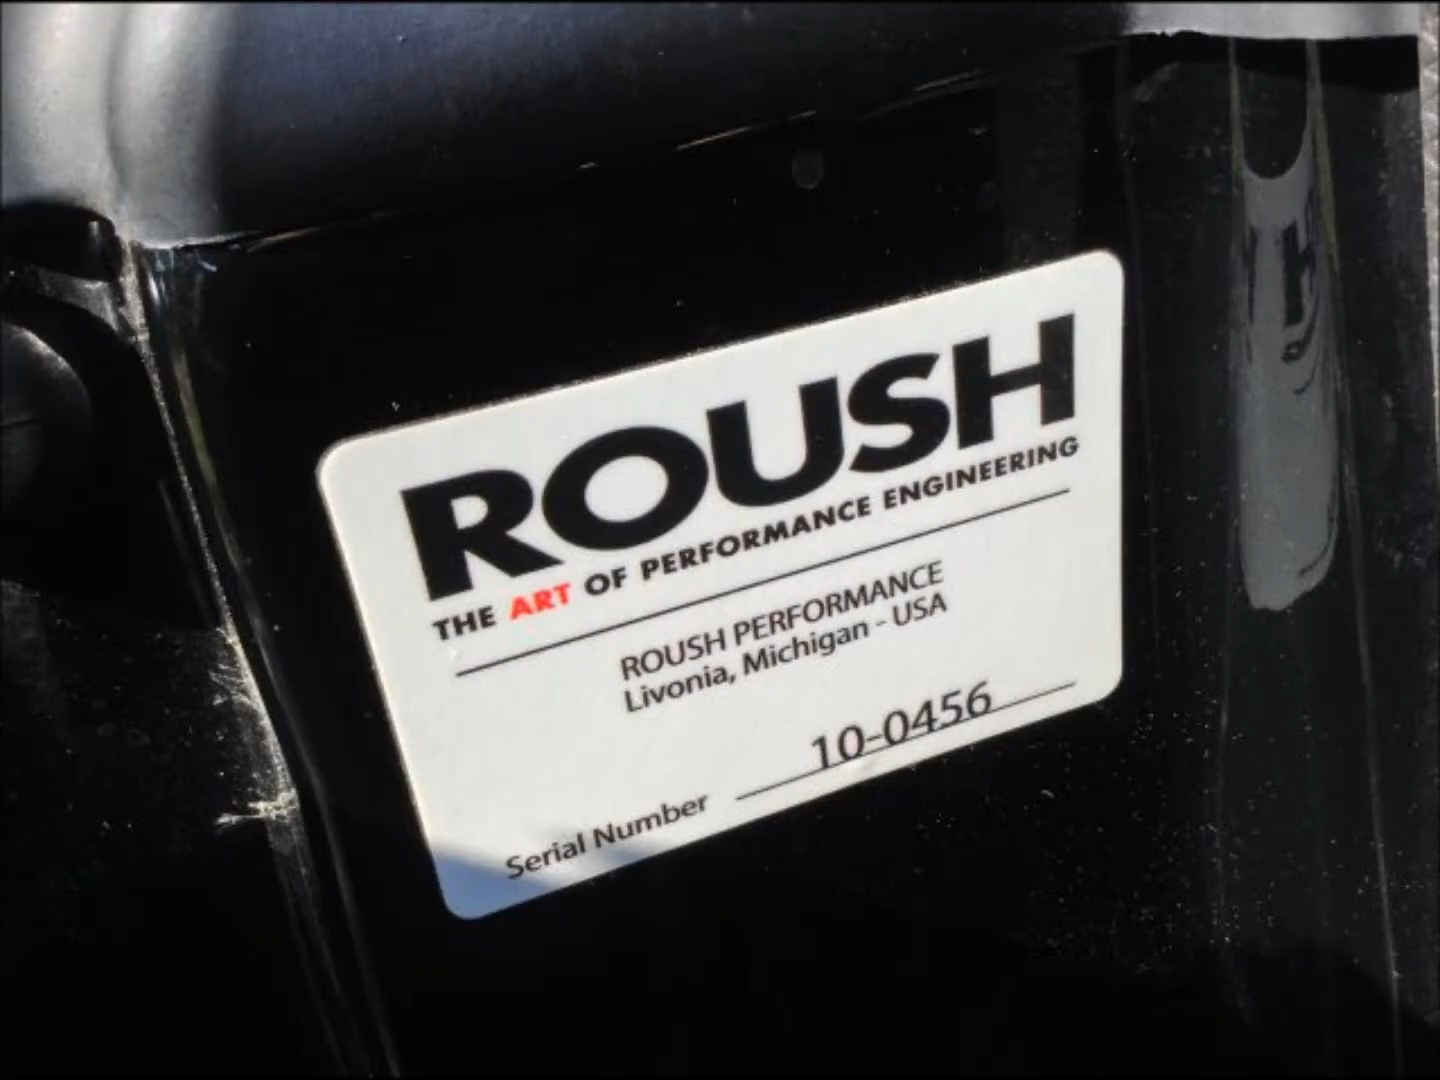 ROUSH
THE ART OF PERFORMANCE ENGINEERING
ROUSH PERFORMANCE
Livonia, Michigan - USA
Serial Number 10-0456